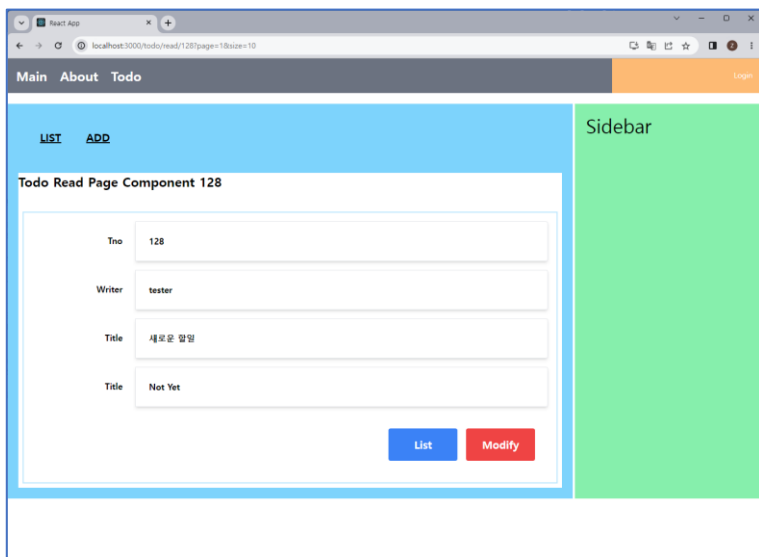 React App
localhost:3000/todo/read/128?page=1&size=10
Main About Todo
Login
LIST ADD
Sidebar
Todo Read Page Component 128
Tno 128
Writer tester
Title 새로운 할일
Title Not Yet
List Modify